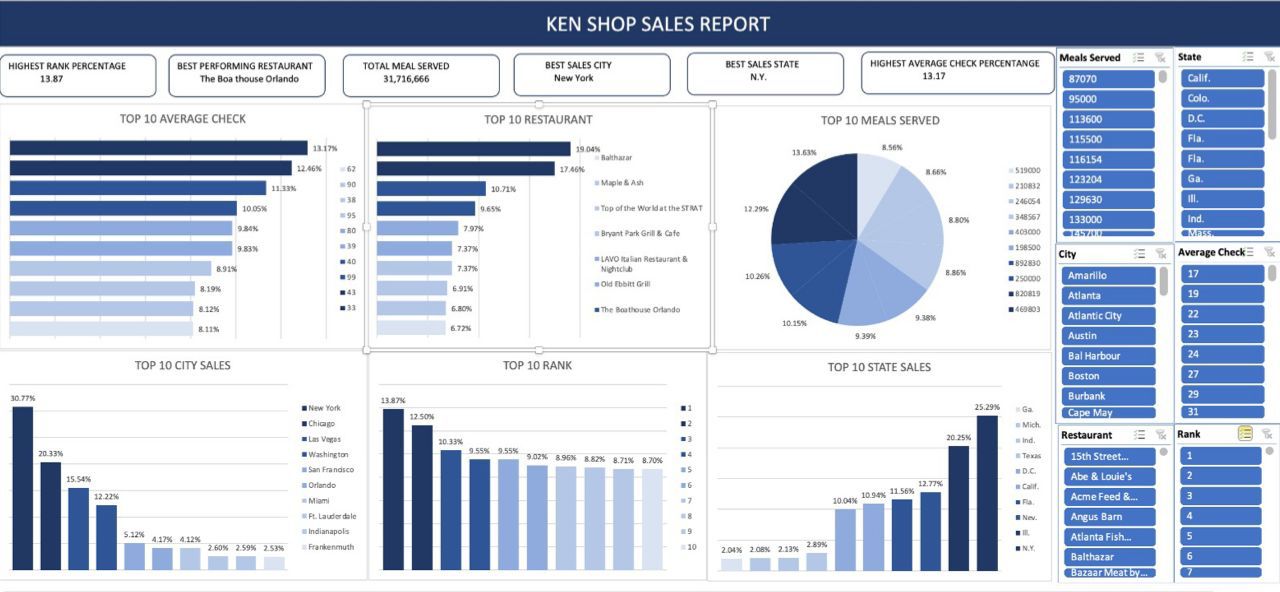 KEN SHOP SALES REPORT
HIGHEST RANK PERCENTAGE
13.87
BEST PERFORMING RESTAURANT
The Boa thouse Orlando
TOTAL MEAL SERVED
31,716,666
BEST SALES CITY
New York
BEST SALES STATE
N.Y.
HIGHEST AVERAGE CHECK PERCENTANGE
13.17
TOP 10 AVERAGE CHECK
13.17%
12.46%
11.33%
10.05%
9.84%
9.83%
8.91%
8.19%
8.12%
8.11%
62
90
38
95
80
39
40
99
43
33
TOP 10 RESTAURANT
19.04%
17.46%
10.71%
9.65%
7.97%
7.37%
7.37%
6.91%
6.80%
6.72%
Balthazar
Maple & Ash
Top of the World at the STRAT
Bryant Park Grill & Cafe
LAVO Italian Restaurant &
Nightclub
Old Ebbitt Grill
The Boathouse Orlando
TOP 10 MEALS SERVED
8.56%
8.66%
8.80%
8.86%
9.38%
9.39%
10.15%
10.26%
12.29%
13.63%
519000
210832
246054
348567
403000
198500
892830
250000
820819
469803
TOP 10 CITY SALES
30.77%
20.33%
15.54%
12.22%
5.12%
4.17%
4.12%
2.60%
2.59%
2.53%
New York
Chicago
Las Vegas
Washington
San Francisco
Orlando
Miami
Ft. Lauderdale
Indianapolis
Frankenmuth
TOP 10 RANK
13.87%
12.50%
10.33%
9.55%
9.55%
9.02%
8.96%
8.82%
8.71%
8.70%
1
2
3
4
5
6
7
8
9
10
TOP 10 STATE SALES
2.04%
2.08%
2.13%
2.89%
10.04%
10.94%
11.56%
12.77%
20.25%
25.29%
Ga.
Mich.
Ind.
Texas
D.C.
Calif.
Fla.
Nev.
Ill.
N.Y.
Meals Served
87070
95000
113600
115500
116154
123204
129630
133000
145700
State
Calif.
Colo.
D.C.
Fla.
Fla.
Ga.
Ill.
Ind.
Mass.
City
Amarillo
Atlanta
Atlantic City
Austin
Bal Harbour
Boston
Burbank
Cape May
Average Check
17
19
22
23
24
27
29
31
Restaurant
15th Street...
Abe & Louie's
Acme Feed &...
Angus Barn
Atlanta Fish...
Balthazar
Bazaar Meat by...
Rank
1
2
3
4
5
6
7